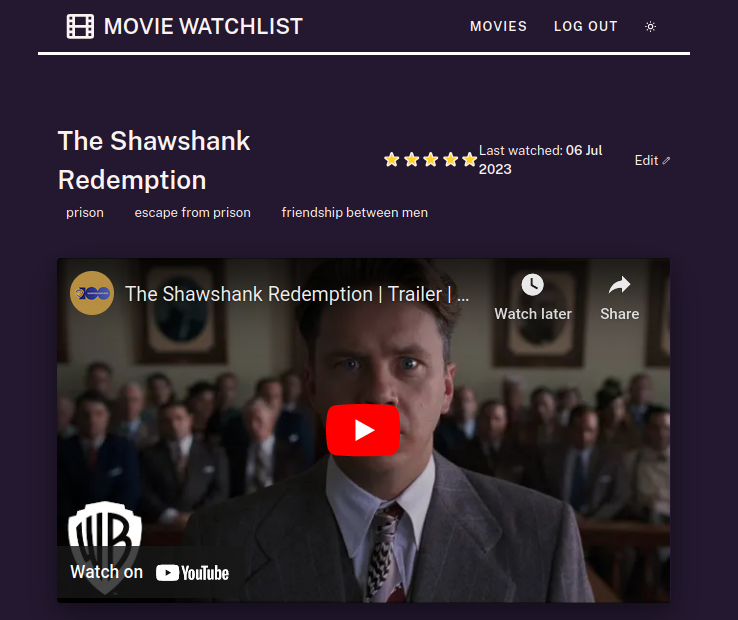 MOVIE WATCHLIST
MOVIES LOG OUT
The Shawshank
Redemption
Last watched: 06 Jul
2023
Edit
prison escape from prison friendship between men
The Shawshank Redemption | Trailer | ...
Watch later Share
WB
Watch on YouTube